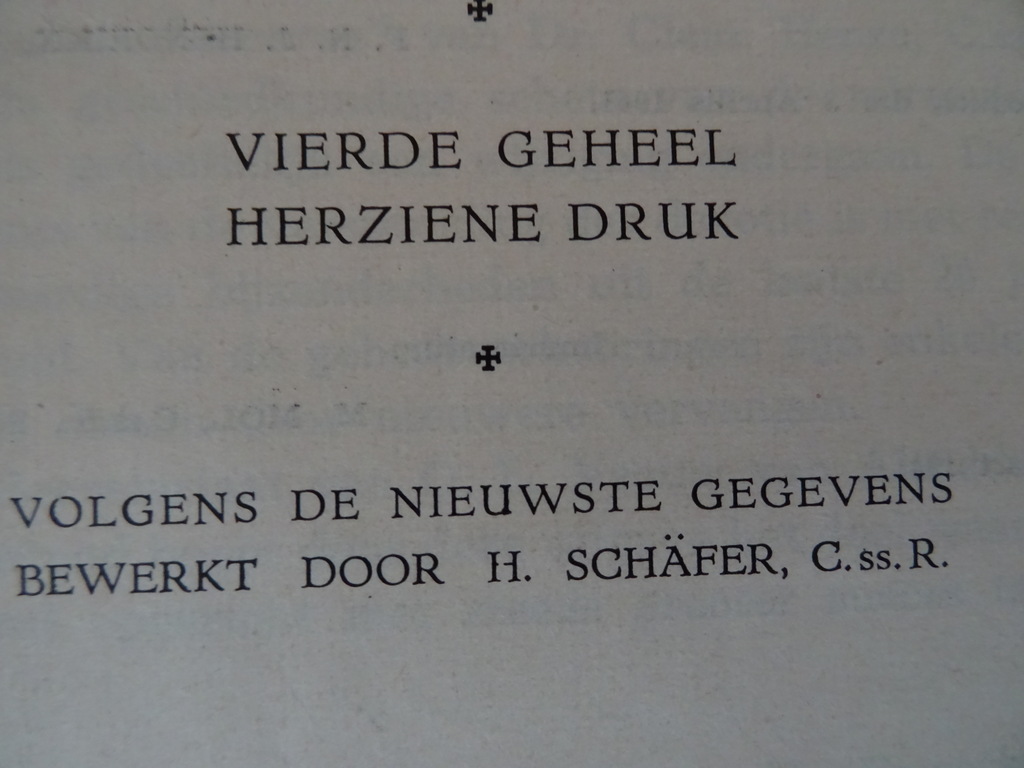 VIERDE GEHEEL
HERZIENE DRUK
VOLGENS DE NIEUWSTE GEGEVENS
BEWERKT DOOR H. SCHÄFER, C.ss.R.